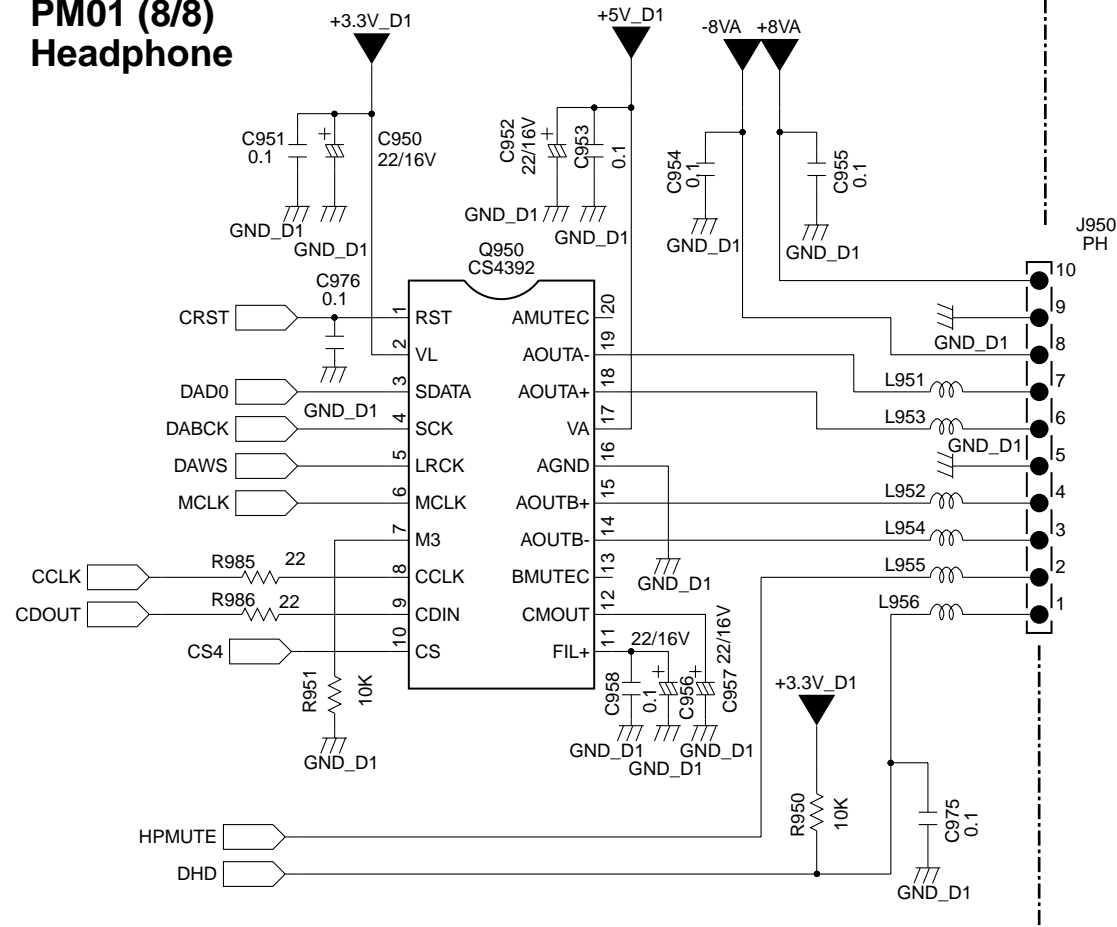 PM01 (8/8)
Headphone
+3.3V_D1
+5V_D1
-8VA
+8VA
C951
0.1
C950
22/16V
GND_D1
GND_D1
C952
22/16V
C953
0.1
GND_D1
GND_D1
C954
0.1
C955
0.1
GND_D1
GND_D1
J950
PH
Q950
CS4392
C976
0.1
GND_D1
CRST
DAD0
DABCK
DAWS
MCLK
CCLK
R985
22
CDOUT
R986
22
CS4
1
RST
2
VL
3
SDATA
4
SCK
5
LRCK
6
MCLK
7
M3
8
CCLK
9
CDIN
10
CS
AMUTEC
20
AOUTA-
19
AOUTA+
18
VA
17
AGND
16
AOUTB+
15
AOUTB-
14
BMUTEC
13
CMOUT
12
FIL+
11
10
9
GND_D1
8
L951
7
L953
6
GND_D1
5
L952
4
L954
3
L955
2
L956
1
GND_D1
R951
10K
GND_D1
22/16V
C958
0.1
C956
C957
22/16V
GND_D1
GND_D1
GND_D1
+3.3V_D1
R950
10K
C975
0.1
GND_D1
HPMUTE
DHD